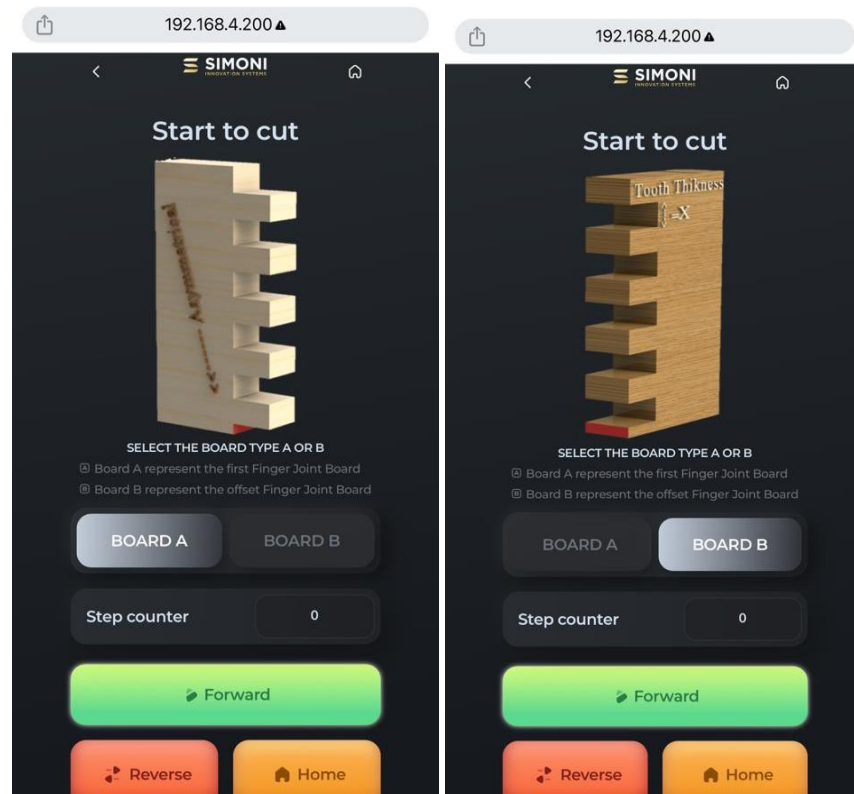 192.168.4.200
SIMONI
INNOVATION SYSTEMS
Start to cut
Asymmetrical
SELECT THE BOARD TYPE A OR B
A Board A represent the first Finger Joint Board
B Board B represent the offset Finger Joint Board
BOARD A BOARD B
Step counter 0
Forward
Reverse Home
192.168.4.200
SIMONI
INNOVATION SYSTEMS
Start to cut
Tooth Thikness
=X
SELECT THE BOARD TYPE A OR B
A Board A represent the first Finger Joint Board
B Board B represent the offset Finger Joint Board
BOARD A BOARD B
Step counter 0
Forward
Reverse Home